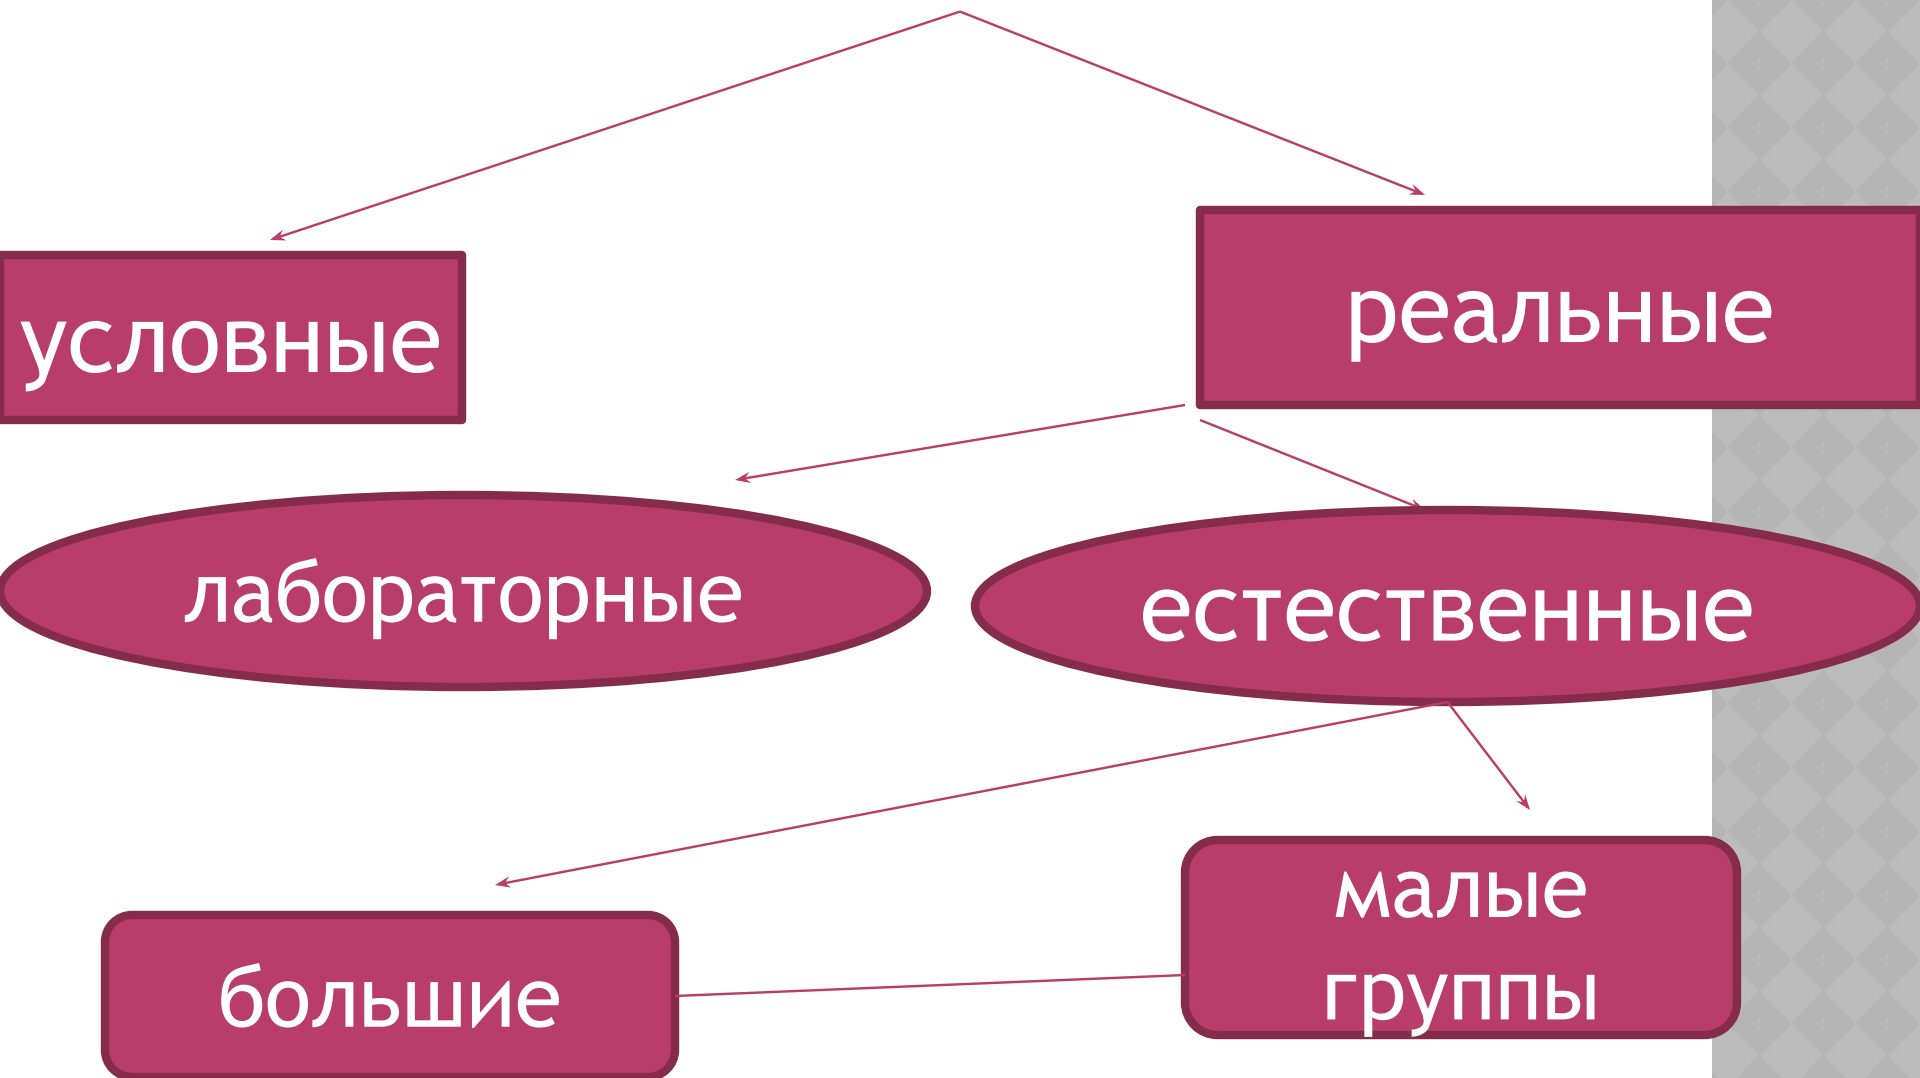 условные
реальные
лабораторные
естественные
малые
группы
большие